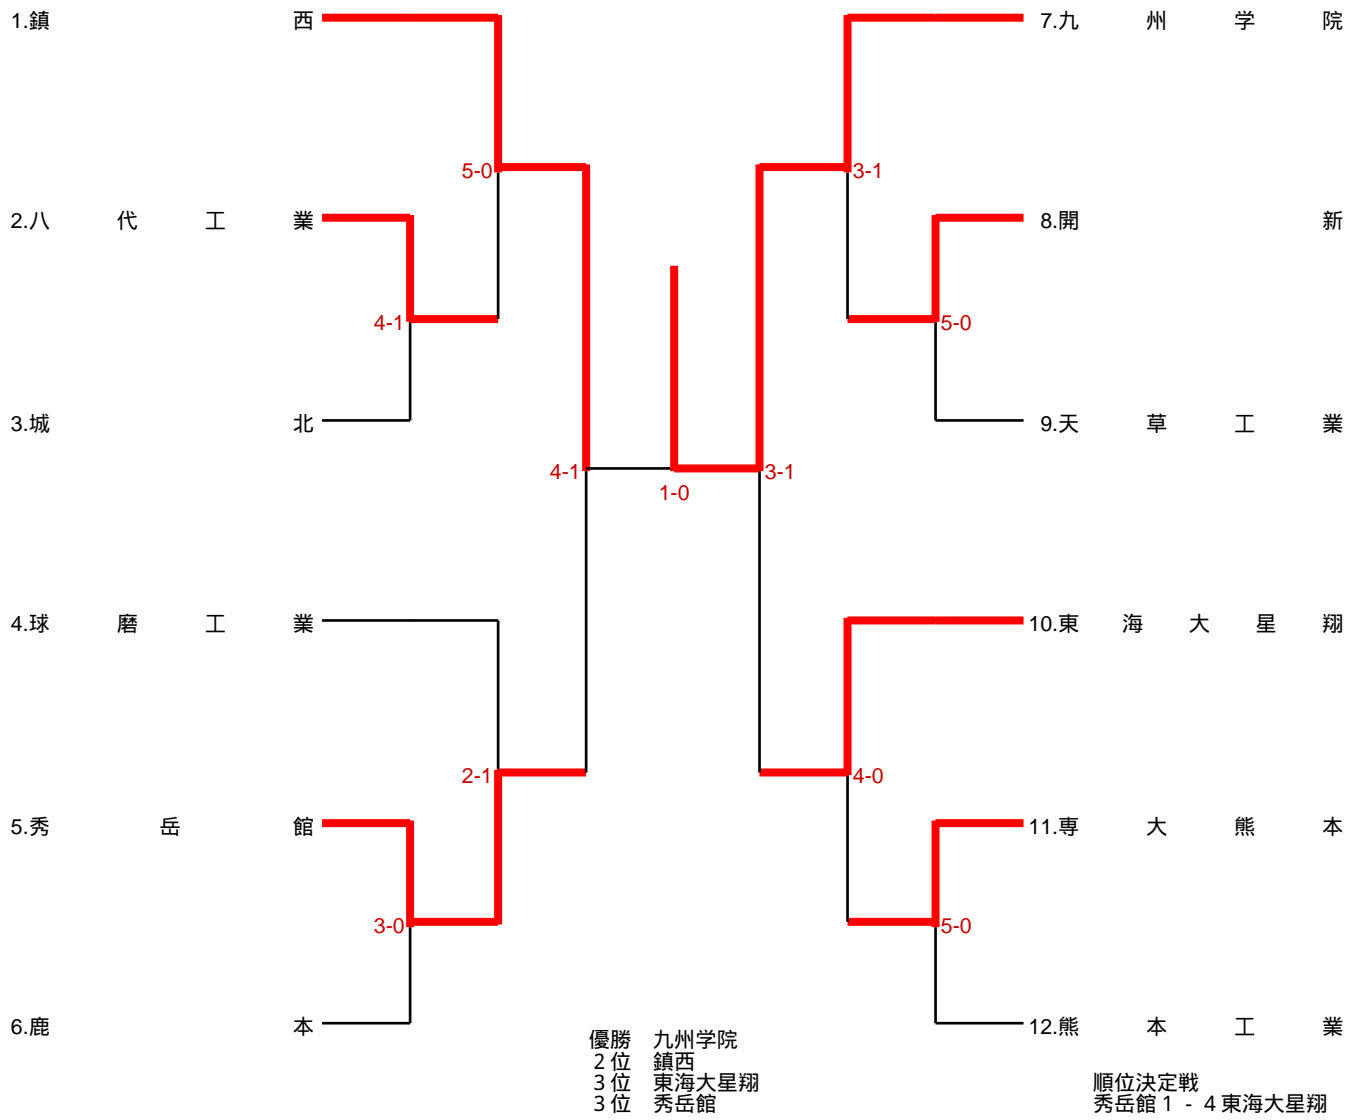 1.鎮西
7.九州学院
5-0
3-1
2.八代工業
8.開新
4-1
5-0
3.城北
9.天草工業
4-1
3-1
1-0
4.球磨工業
10.東海大星翔
2-1
4-0
5.秀岳館
11.専大熊本
3-0
5-0
6.鹿本
12.熊本工業
優勝 九州学院
2位 鎮西
3位 東海大星翔
3位 秀岳館
順位決定戦
秀岳館 1 - 4 東海大星翔